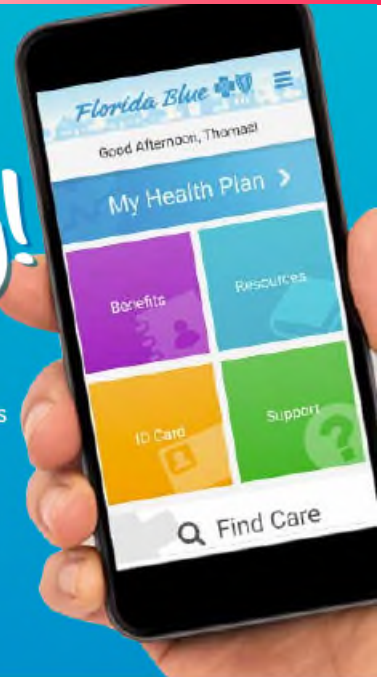 Florida Blue
Good Afternoon, Thomas!
My Health Plan >
Benefits
Resources
ID Card
Support
Find Care
!
s